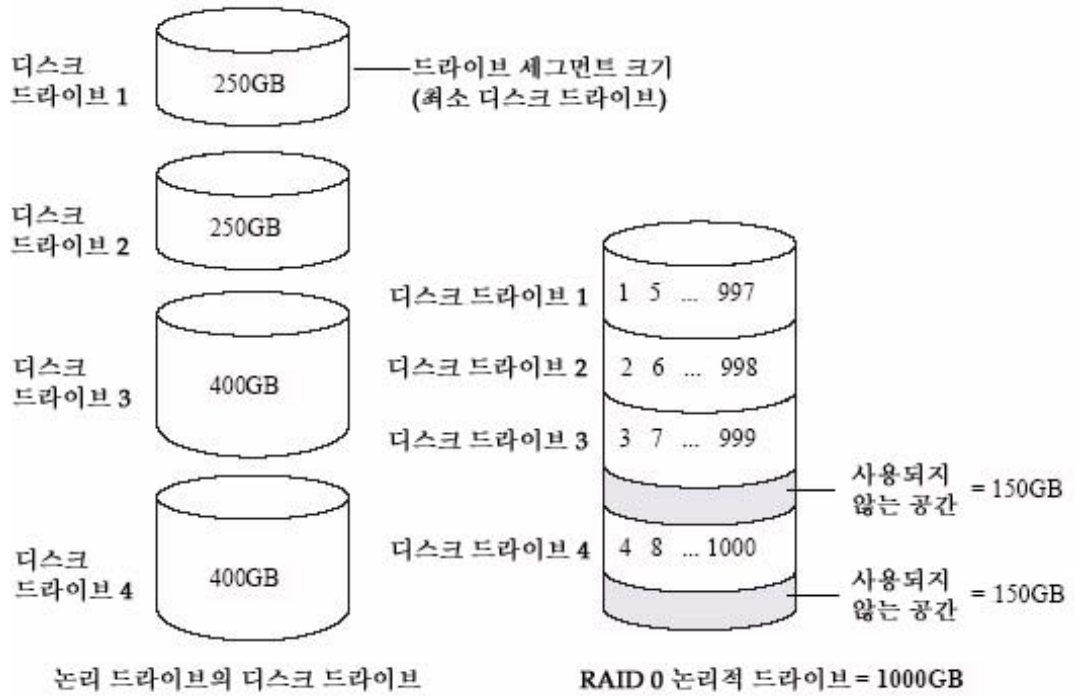 디스크
드라이브 1
250GB
드라이브 세그먼트 크기
(최소 디스크 드라이브)
디스크
드라이브 2
250GB
디스크
드라이브 3
400GB
디스크
드라이브 4
400GB
논리 드라이브의 디스크 드라이브
디스크 드라이브 1
1 5 ... 997
디스크 드라이브 2
2 6 ... 998
디스크 드라이브 3
3 7 ... 999
사용되지
않는 공간 = 150GB
디스크 드라이브 4
4 8 ... 1000
사용되지
않는 공간 = 150GB
RAID 0 논리적 드라이브 = 1000GB